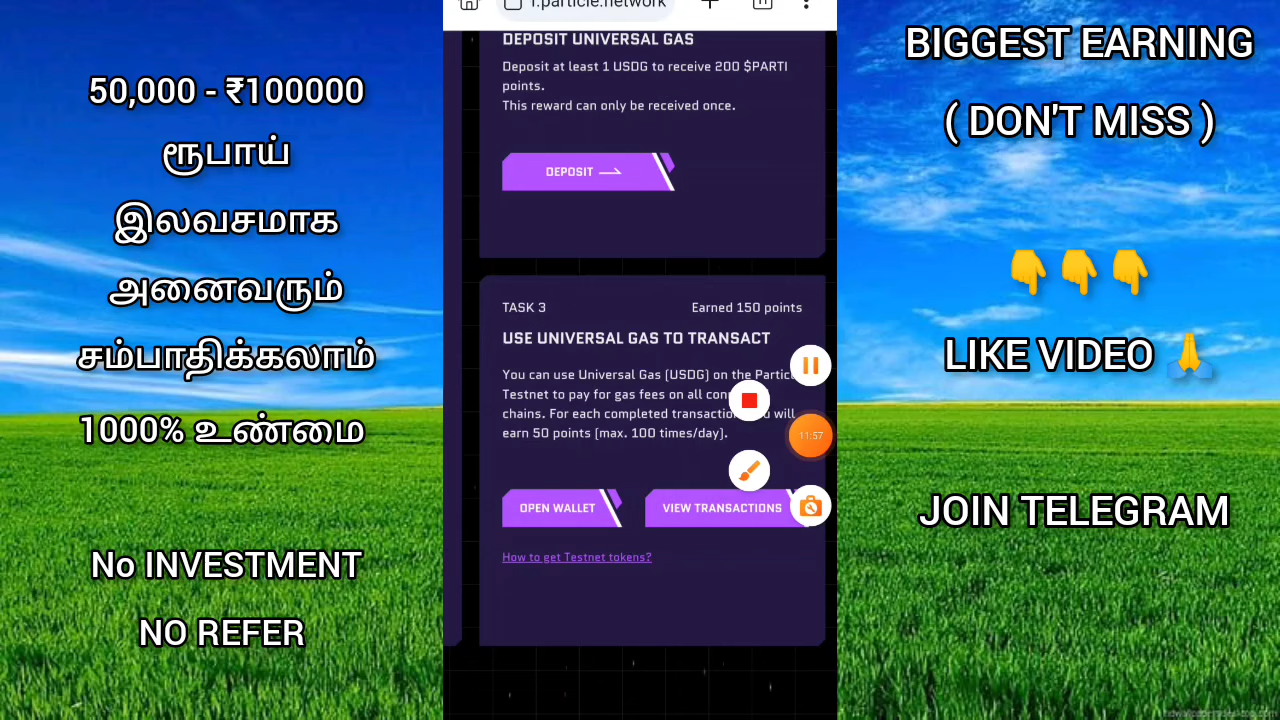 50,000 - ₹100000
ரூபாய்
இலவசமாக
அனைவரும்
சம்பாதிக்கலாம்
1000% உண்மை
No INVESTMENT
NO REFER
DEPOSIT UNIVERSAL GAS
Deposit at least 1 USDG to receive 200 $PARTI
points.
This reward can only be received once.
DEPOSIT
TASK 3
Earned 150 points
USE UNIVERSAL GAS TO TRANSACT
You can use Universal Gas (USDG) on the
Testnet to pay for gas fees on all
chains. For each completed will
earn 50 points (max. 100 times/day).
OPEN WALLET
VIEW TRANSACTIONS
How to get Testnet tokens?
11:57
BIGGEST EARNING
( DON'T MISS )
👇👇👇
LIKE VIDEO 🙏
JOIN TELEGRAM